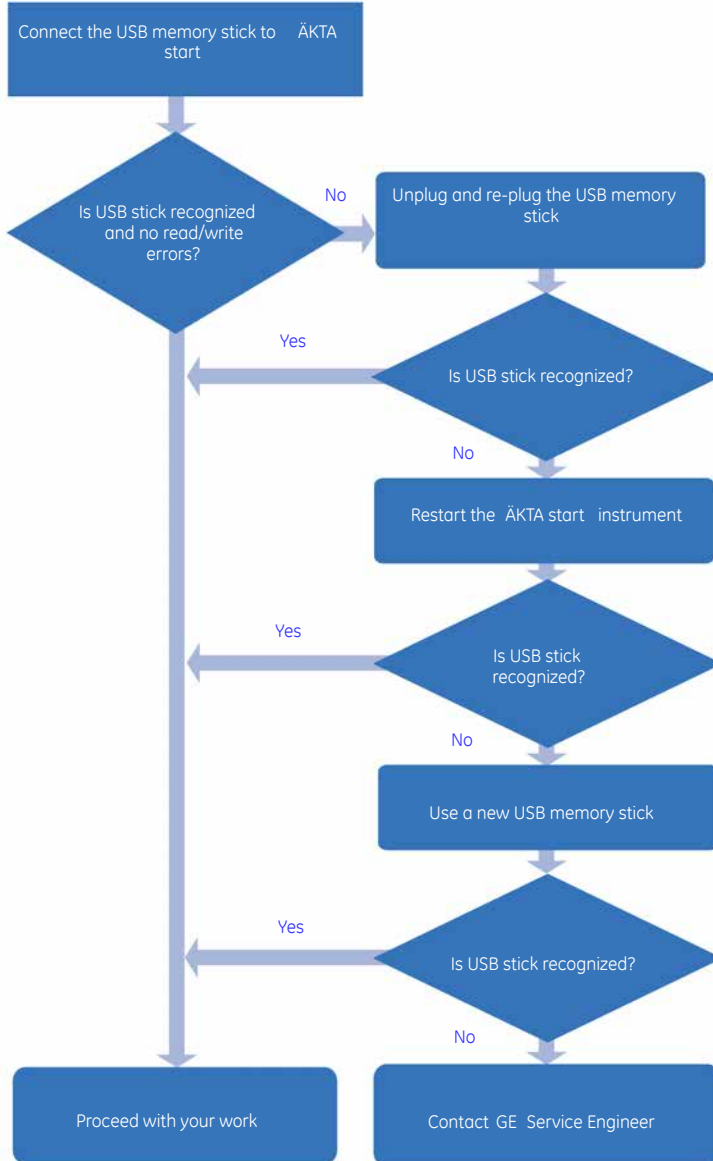 Connect the USB memory stick to ÄKTA
start
Is USB stick recognized
and no read/write
errors?
No
Unplug and re-plug the USB memory
stick
Yes
Is USB stick recognized?
No
Restart the ÄKTA start instrument
Yes
Is USB stick
recognized?
No
Use a new USB memory stick
Yes
Is USB stick recognized?
No
Proceed with your work
Contact GE Service Engineer